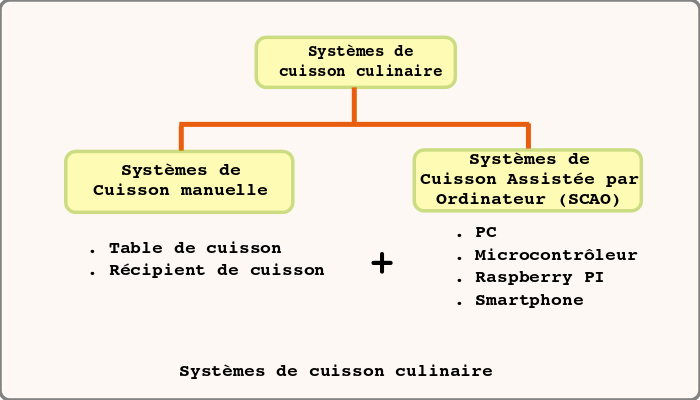 Systèmes de
cuisson culinaire
Systèmes de
Cuisson manuelle
. Table de cuisson
. Récipient de cuisson
+
Systèmes de
Cuisson Assistée par
Ordinateur (SCAO)
. PC
. Microcontrôleur
. Raspberry PI
. Smartphone
Systèmes de cuisson culinaire